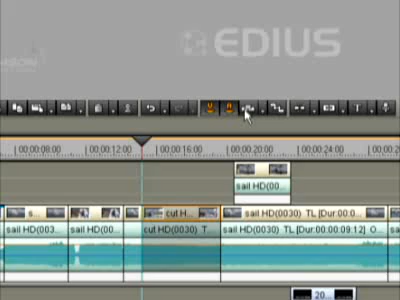 EDIUS
00;00;08;00 00;00;12;00 00;00;16;00 00;00;20;00 00;00;24;00
sail HD(00
s... cut H... sail HD(0030) TL [Dur:00:0...
sail HD(003... sail HD(0 cut HD(0030) T sail HD(0030) TL [Dur:00:00:09;12] O...
20...